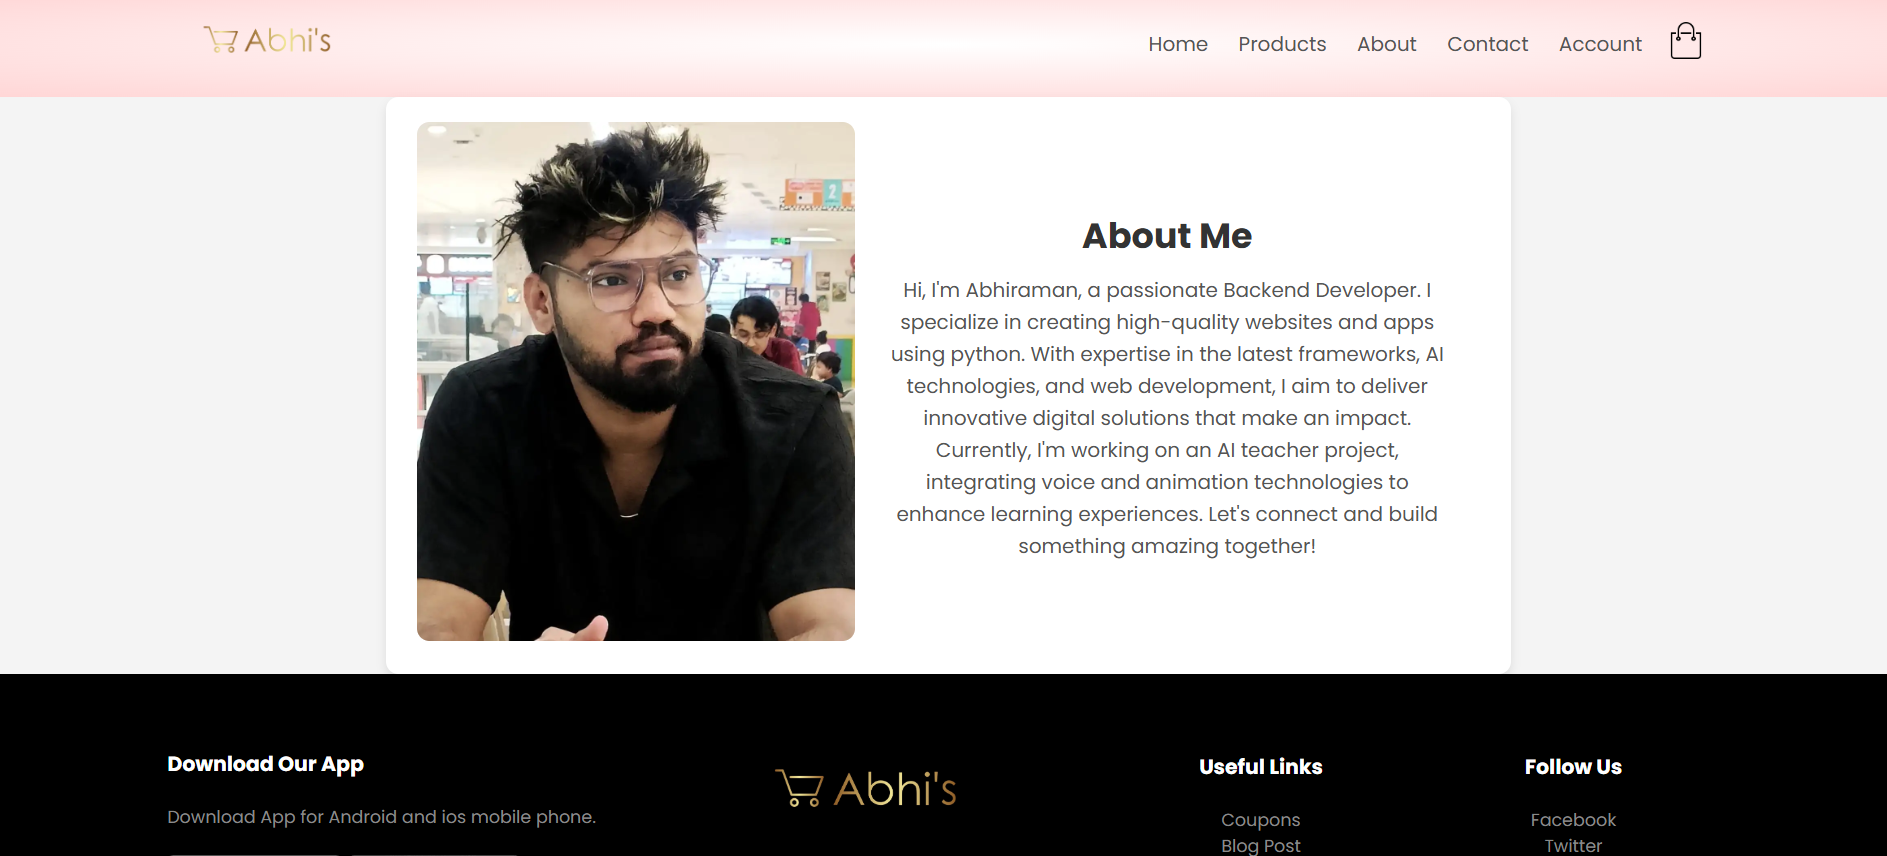 Abhi's
Home Products About Contact Account
2
About Me
Hi, I'm Abhiraman, a passionate Backend Developer. I
specialize in creating high-quality websites and apps
using python. With expertise in the latest frameworks, AI
technologies, and web development, I aim to deliver
innovative digital solutions that make an impact.
Currently, I'm working on an AI teacher project,
integrating voice and animation technologies to
enhance learning experiences. Let's connect and build
something amazing together!
Download Our App
Download App for Android and ios mobile phone.
Abhi's
Useful Links
Coupons
Blog Post
Follow Us
Facebook
Twitter